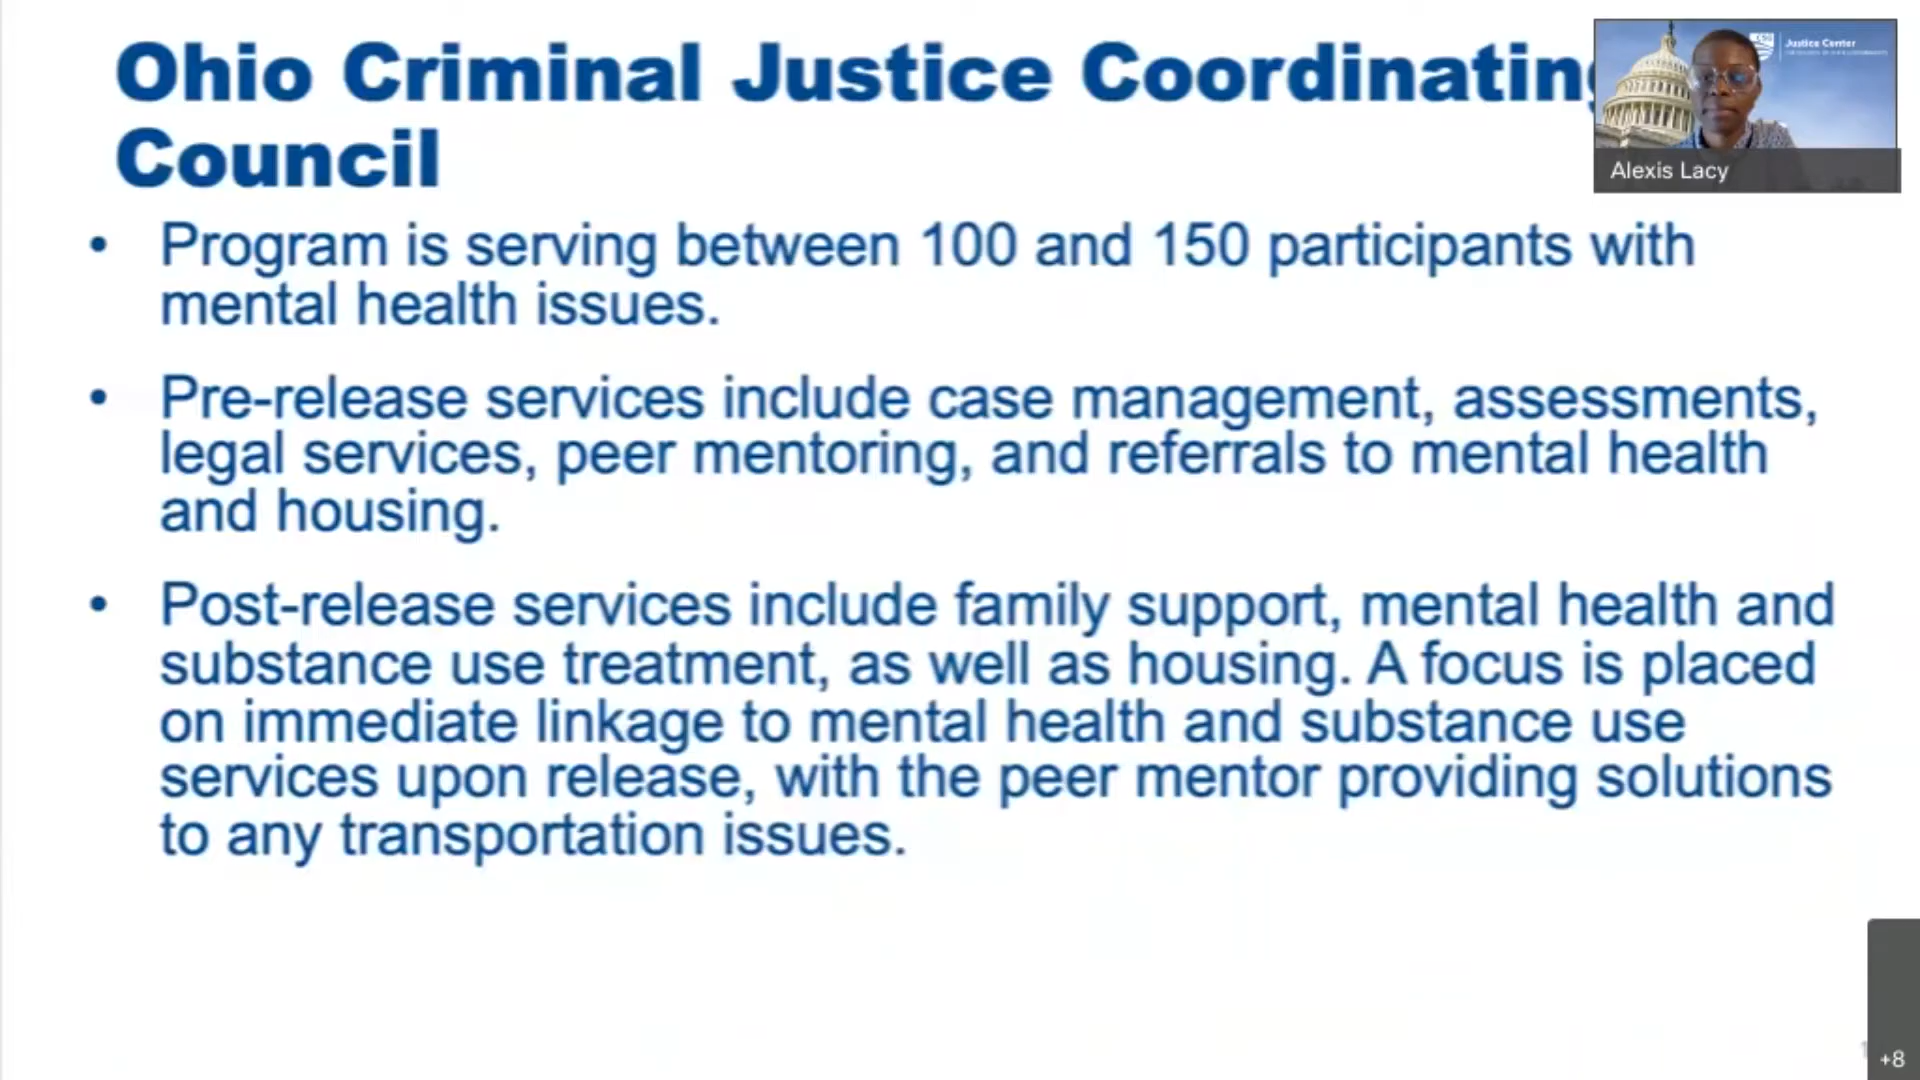 Ohio Criminal Justice Coordinating
Council
Justice Center
Alexis Lacy
• Program is serving between 100 and 150 participants with
mental health issues.
• Pre-release services include case management, assessments,
legal services, peer mentoring, and referrals to mental health
and housing.
• Post-release services include family support, mental health and
substance use treatment, as well as housing. A focus is placed
on immediate linkage to mental health and substance use
services upon release, with the peer mentor providing solutions
to any transportation issues.
+8